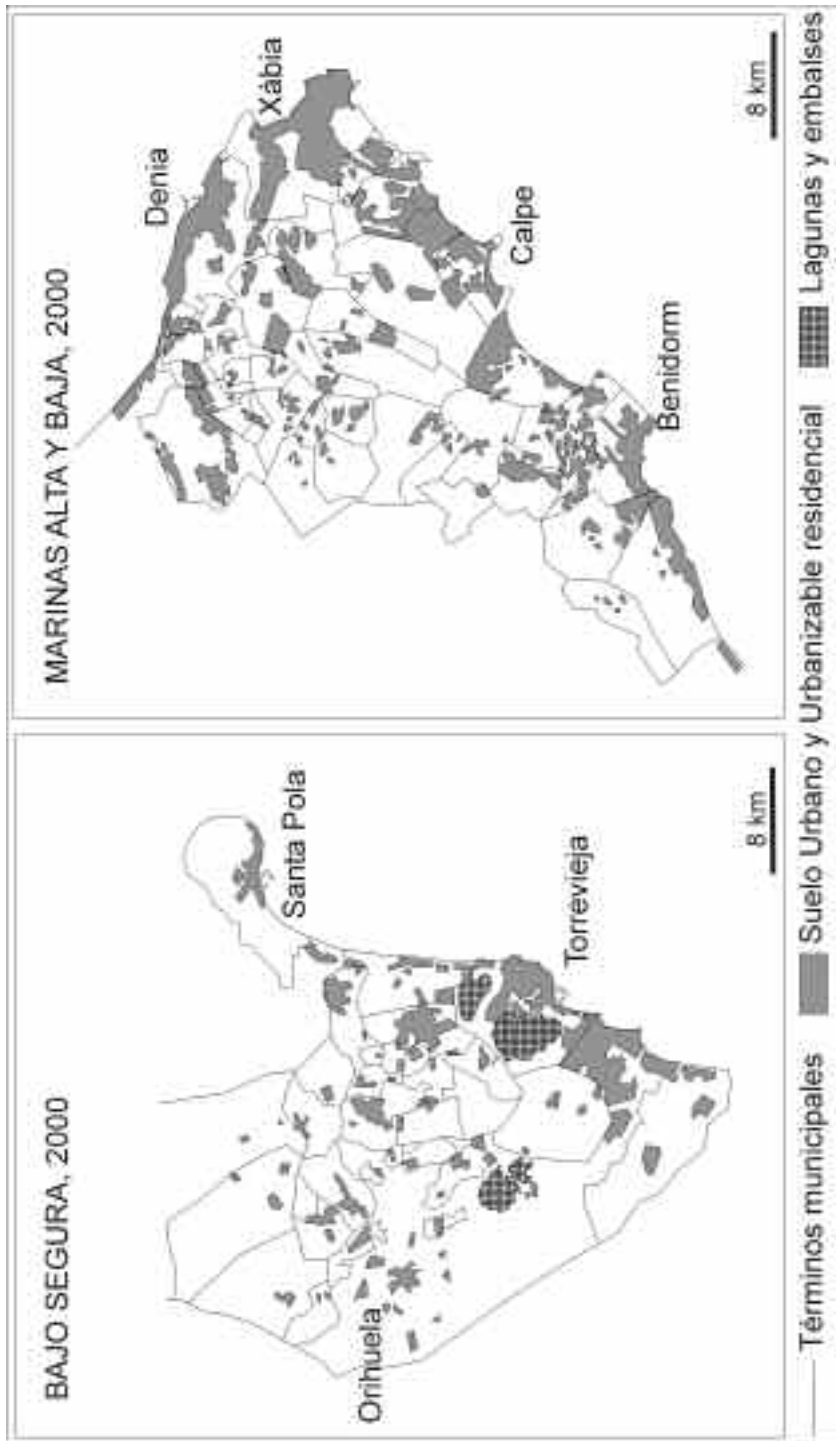 BAJO SEGURA, 2000
Santa Pola
Orihuela
Torrevieja
8 km
MARINAS ALTA Y BAJA, 2000
Denia
Xàbia
Calpe
Benidorm
8 km
Términos municipales
Suelo Urbano y Urbanizable residencial
Lagunas y embalses